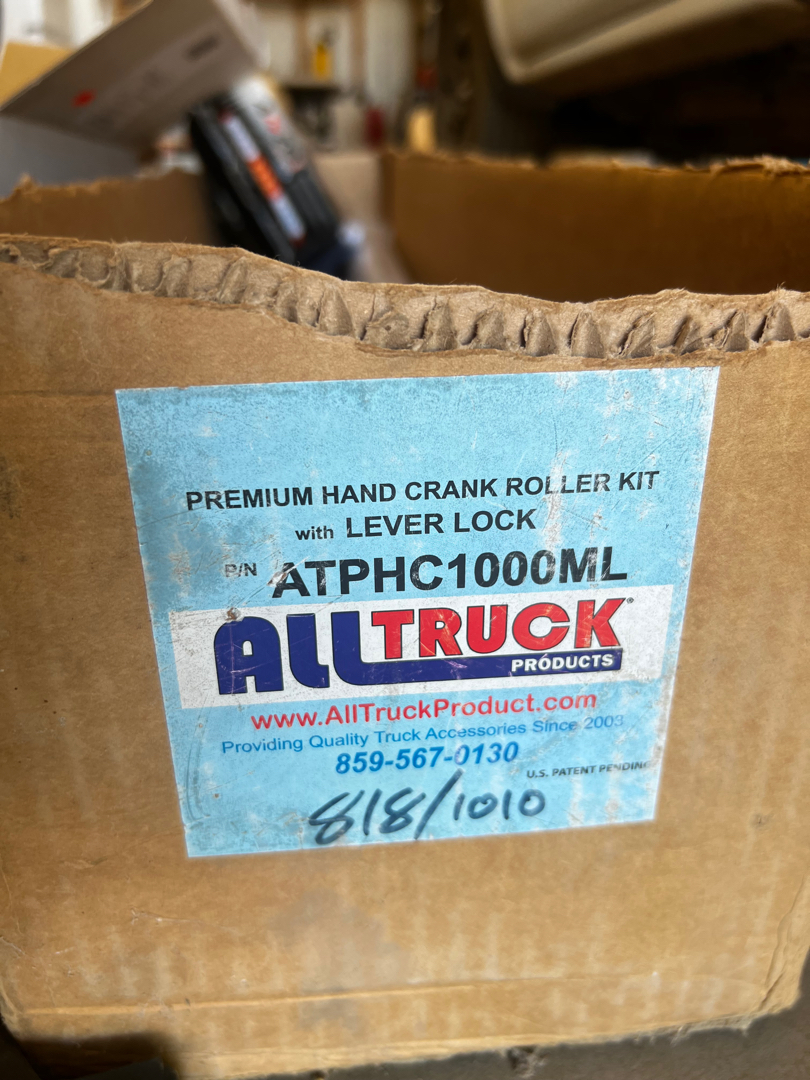 PREMIUM HAND CRANK ROLLER KIT
with LEVER LOCK
P/N ATPHC1000ML
ALLTRUCK®
PRODUCTS
www.AllTruckProduct.com
Providing Quality Truck Accessories Since 2003
859-567-0130
U.S. PATENT PENDING
818/1010